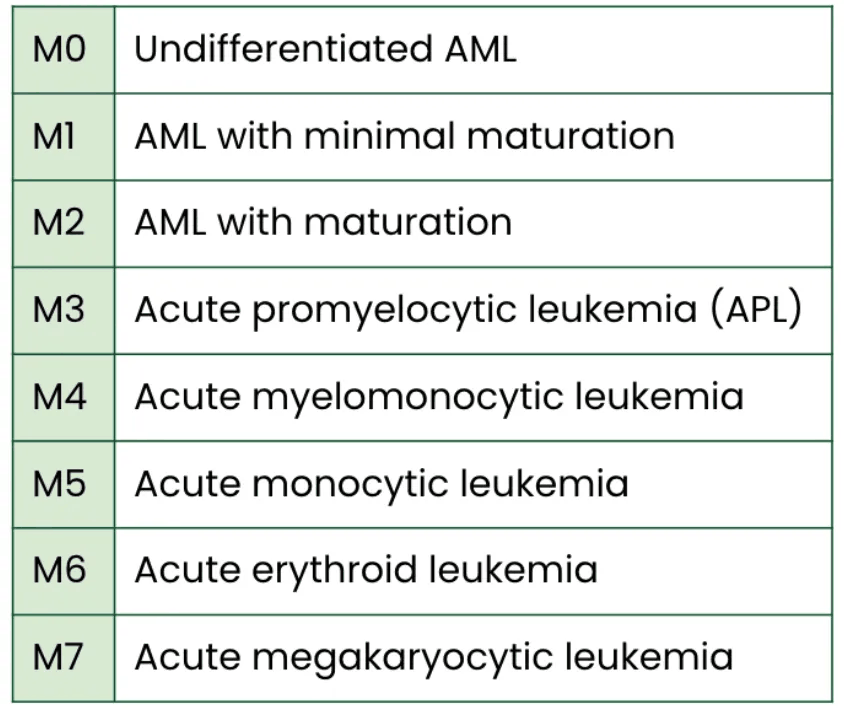 M0 Undifferentiated AML
M1 AML with minimal maturation
M2 AML with maturation
M3 Acute promyelocytic leukemia (APL)
M4 Acute myelomonocytic leukemia
M5 Acute monocytic leukemia
M6 Acute erythroid leukemia
M7 Acute megakaryocytic leukemia